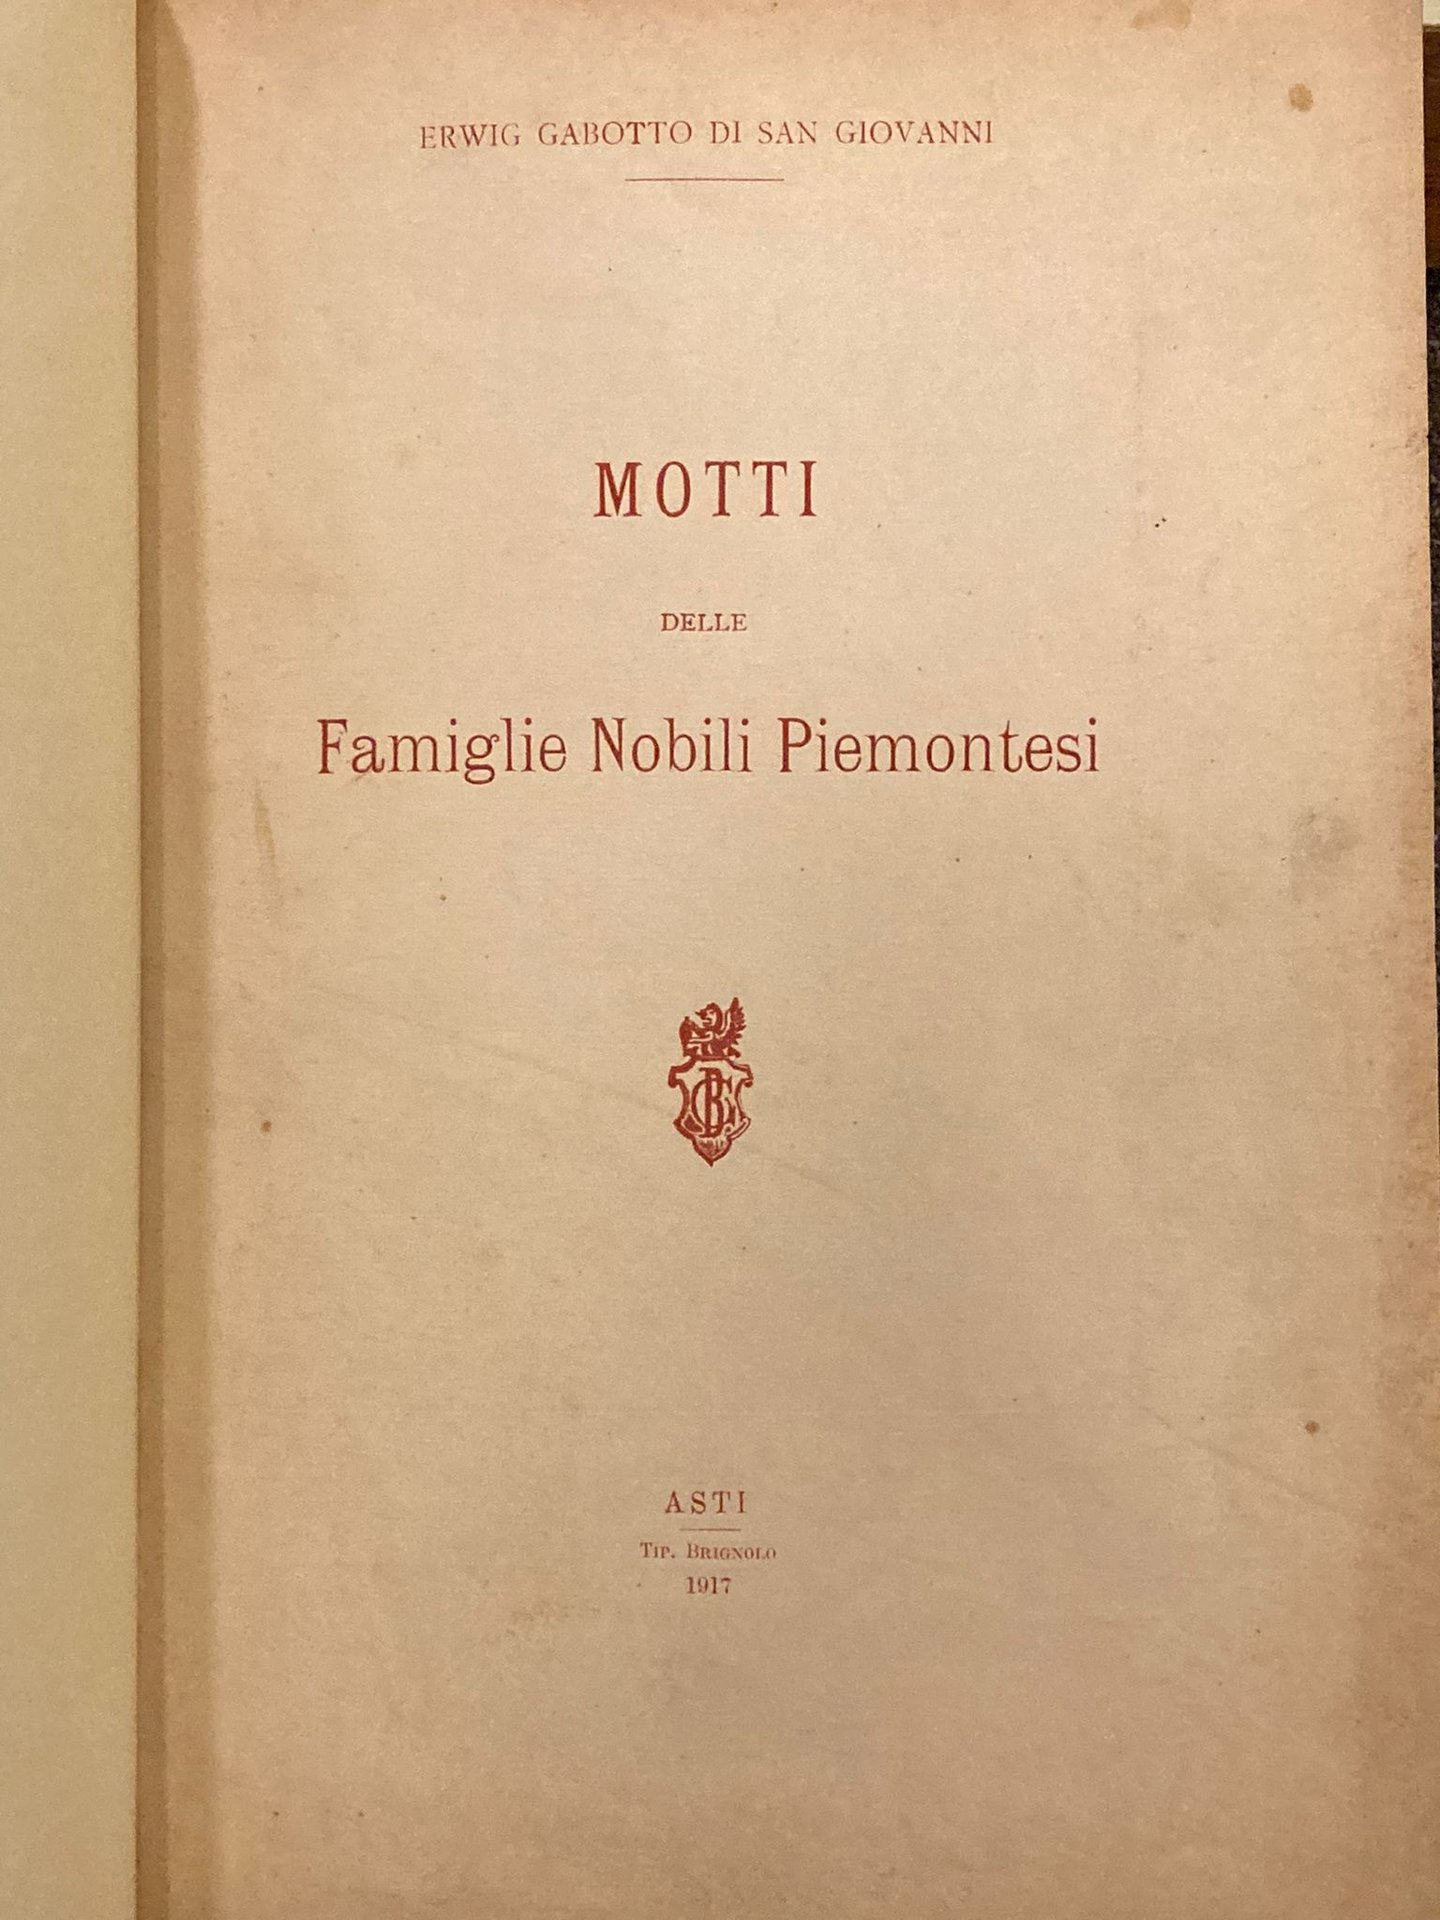 ERWIG GABOTTO DI SAN GIOVANNI
MOTTI
DELLE
Famiglie Nobili Piemontesi
ASTI
TIP. BRIGNOLO
1917